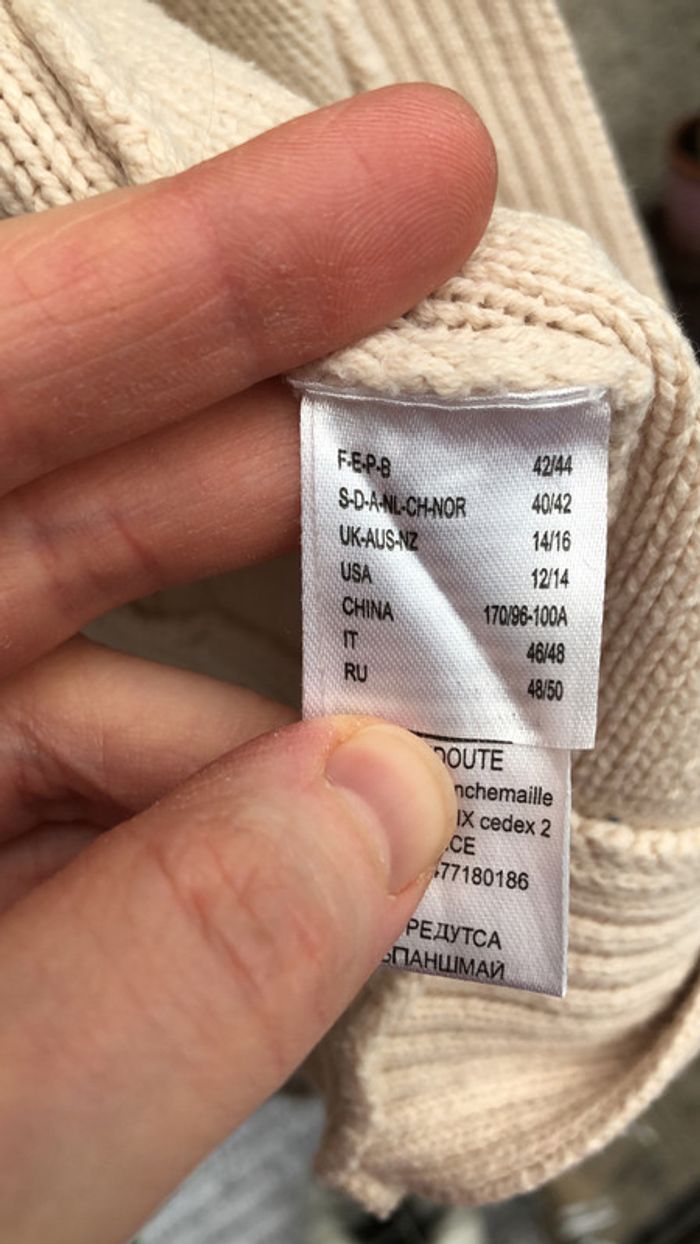 F-E-P-B 42/44
S-D-A-NL-CH-NOR 40/42
UK-AUS-NZ 14/16
USA 12/14
CHINA 170/96-100A
IT 46/48
RU 48/50
DOUTE
nchemaille
IX cedex 2
CE
477180186
РЕДУТСА
ЬПАНШМАЙ